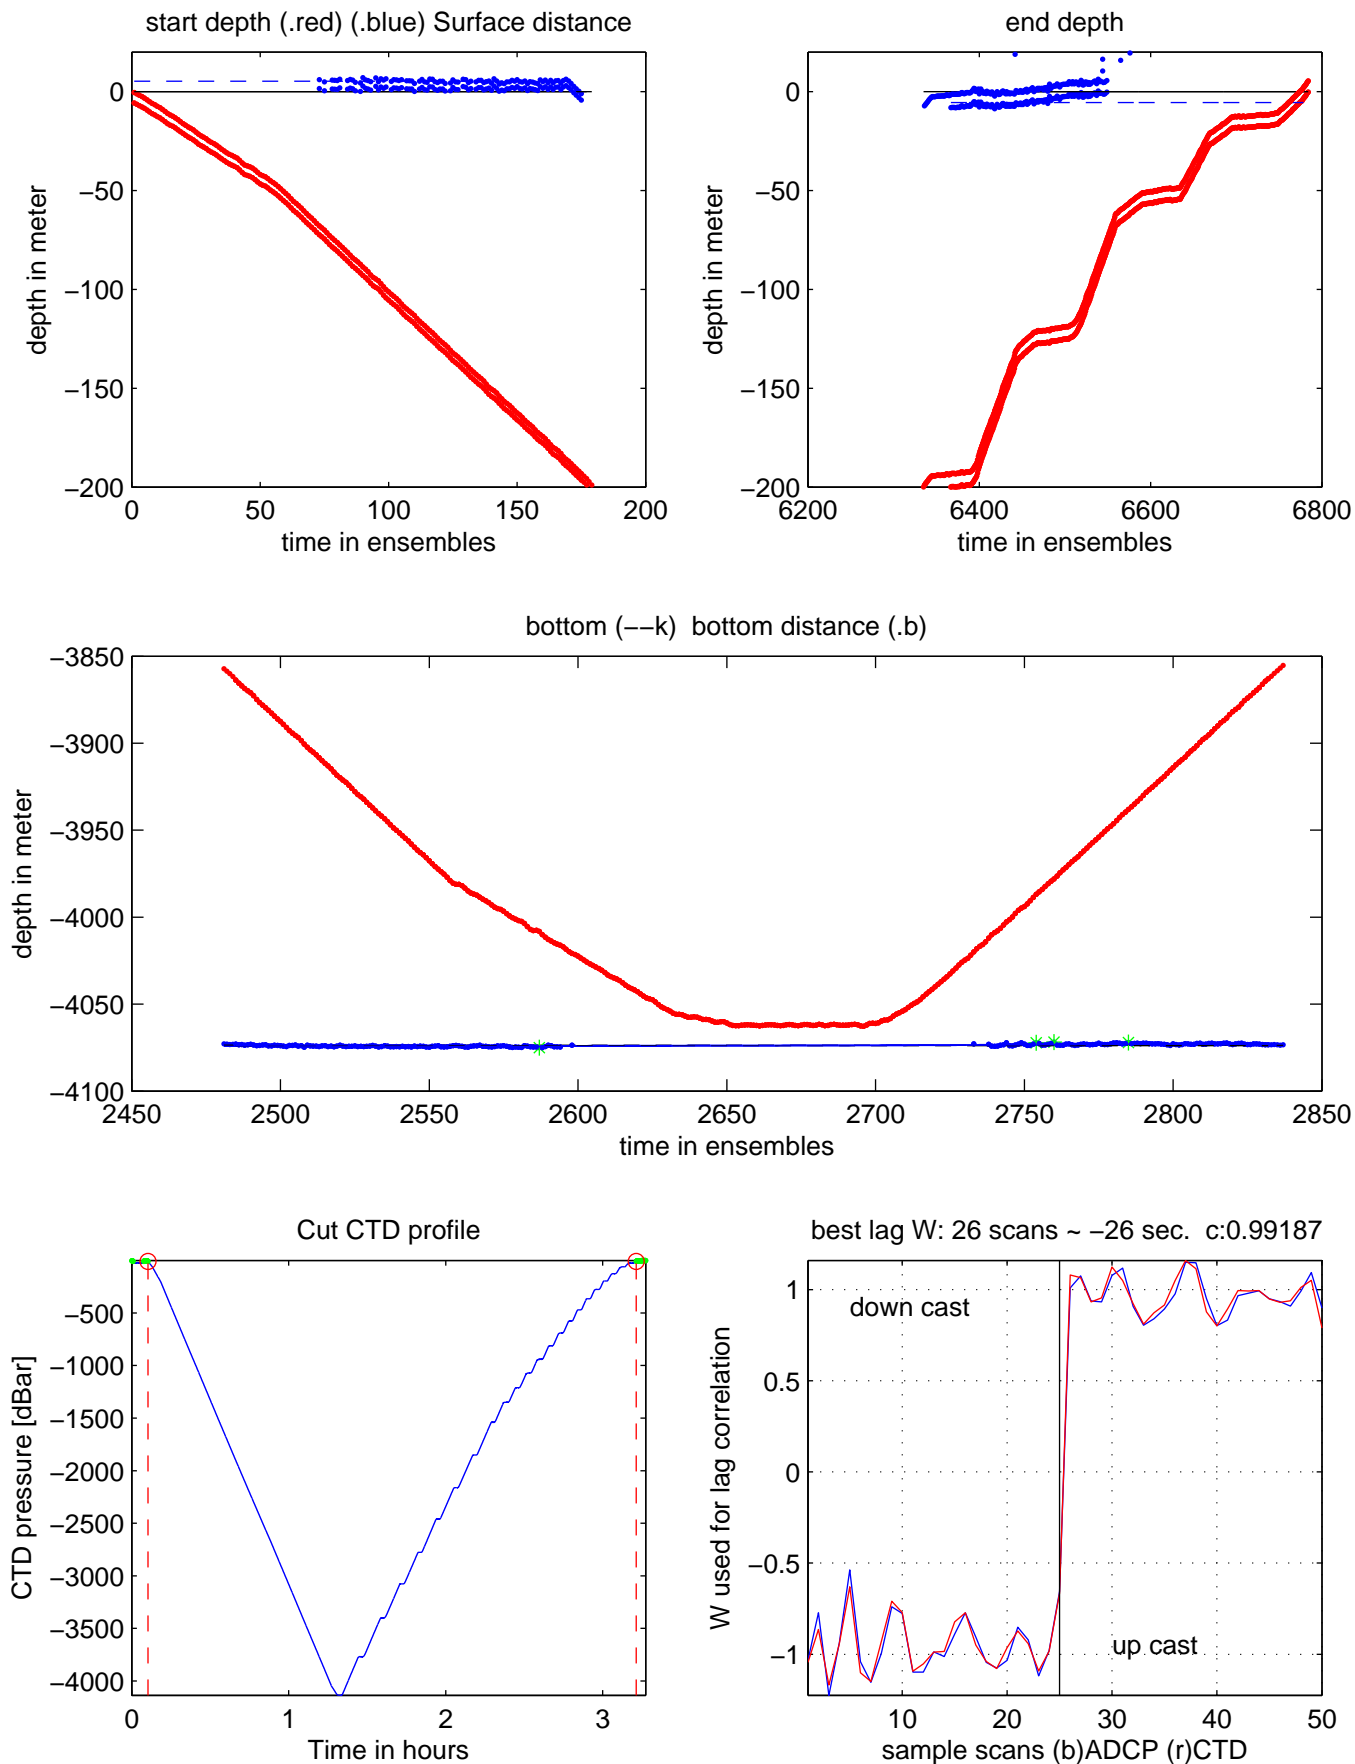 start depth (.red) (.blue) Surface distance
end depth
0
−50
−100
−150
−200
depth in meter
0 50 100 150 200
time in ensembles
0
−50
−100
−150
−200
depth in meter
6200 6400 6600 6800
time in ensembles
bottom (−−k) bottom distance (.b)
−3850
−3900
−3950
−4000
−4050
−4100
depth in meter
2450 2500 2550 2600 2650 2700 2750 2800 2850
time in ensembles
Cut CTD profile
−500
−1000
−1500
−2000
−2500
−3000
−3500
−4000
CTD pressure [dBar]
0 1 2 3
Time in hours
best lag W: 26 scans ~ −26 sec. c:0.99187
1
0.5
0
−0.5
−1
W used for lag correlation
down cast
up cast
10 20 30 40 50
sample scans (b)ADCP (r)CTD